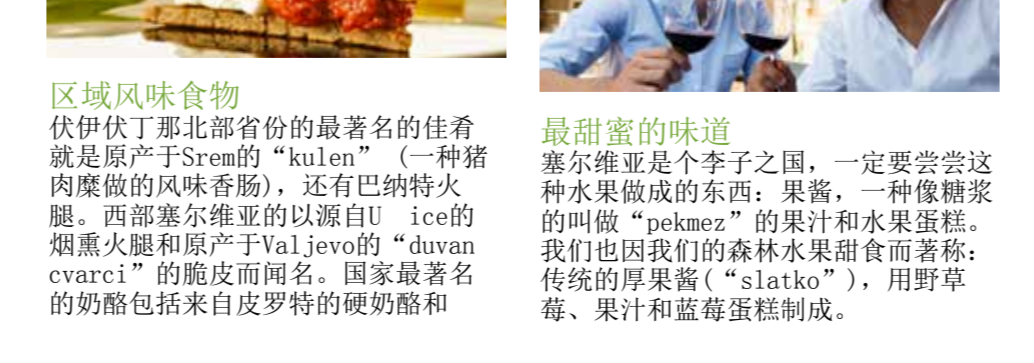 区域风味食物
伏伊伏丁那北部省份的最著名的佳肴
就是原产于Srem的“kulen” (一种猪
肉糜做的风味香肠)，还有巴纳特火
腿。西部塞尔维亚的以源自U  ice的
烟熏火腿和原产于Valjevo的“duvan
cvarci”的脆皮而闻名。国家最著名
的奶酪包括来自皮罗特的硬奶酪和
最甜蜜的味道
塞尔维亚是个李子之国，一定要尝尝这
种水果做成的东西：果酱，一种像糖浆
的叫做“pekmez”的果汁和水果蛋糕。
我们也因我们的森林水果甜食而著称：
传统的厚果酱(“slatko”)，用野草
莓、果汁和蓝莓蛋糕制成。